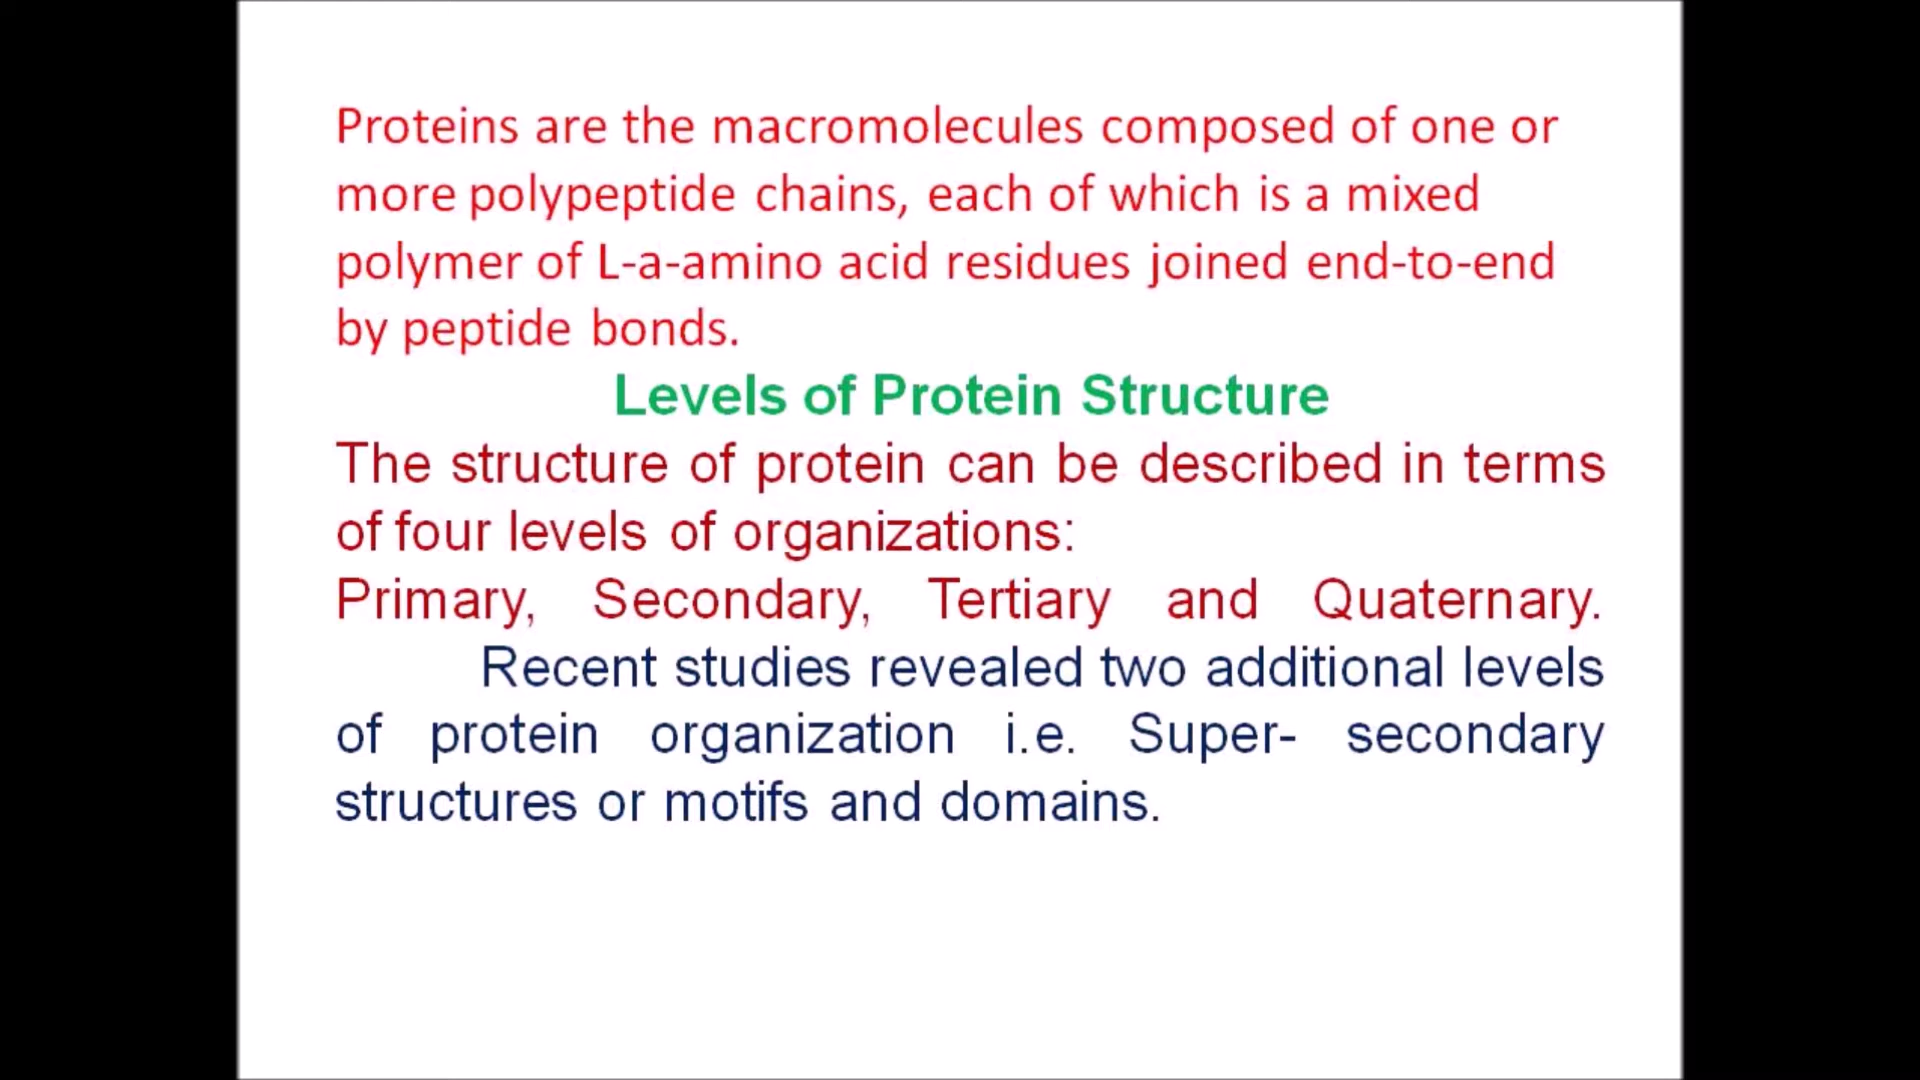 Proteins are the macromolecules composed of one or
more polypeptide chains, each of which is a mixed
polymer of L-a-amino acid residues joined end-to-end
by peptide bonds.
Levels of Protein Structure
The structure of protein can be described in terms
of four levels of organizations:
Primary, Secondary, Tertiary and Quaternary.
Recent studies revealed two additional levels
of protein organization i.e. Super- secondary
structures or motifs and domains.